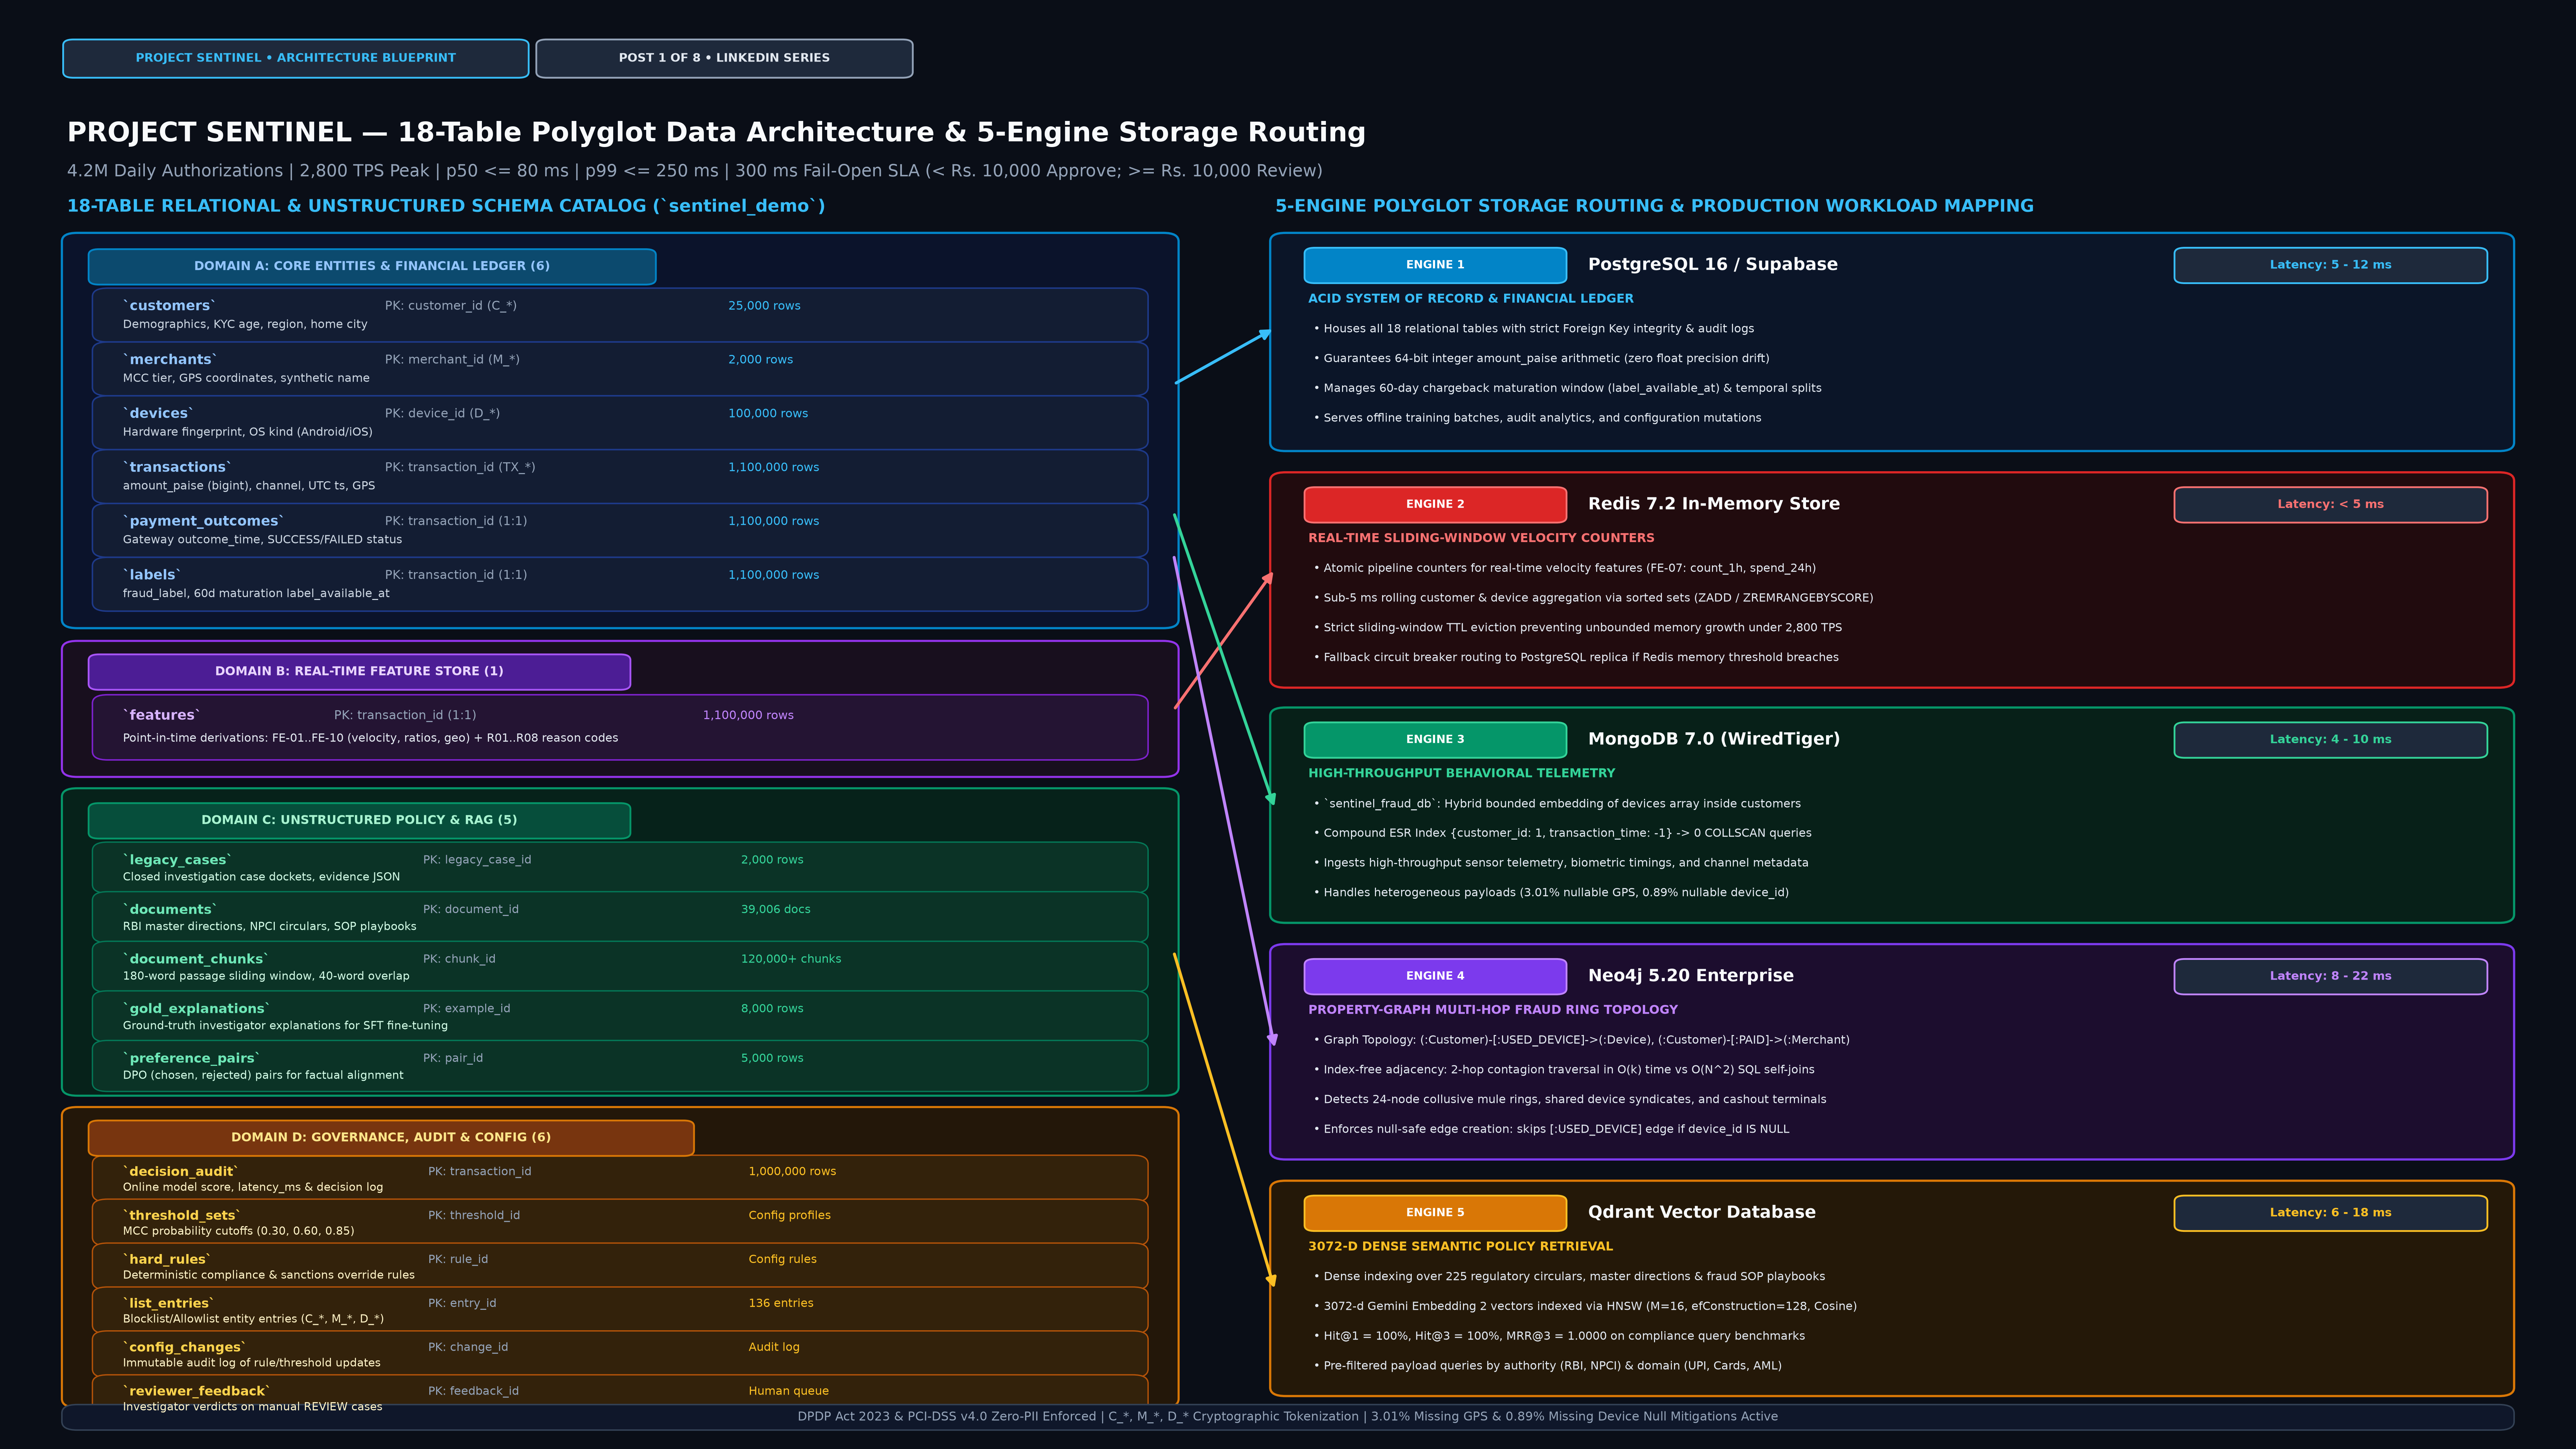 PROJECT SENTINEL • ARCHITECTURE BLUEPRINT
POST 1 OF 8 • LINKEDIN SERIES
PROJECT SENTINEL — 18-Table Polyglot Data Architecture & 5-Engine Storage Routing
4.2M Daily Authorizations | 2,800 TPS Peak | p50 <= 80 ms | p99 <= 250 ms | 300 ms Fail-Open SLA (< Rs. 10,000 Approve; >= Rs. 10,000 Review)
18-TABLE RELATIONAL & UNSTRUCTURED SCHEMA CATALOG (`sentinel_demo`)
DOMAIN A: CORE ENTITIES & FINANCIAL LEDGER (6)
`customers` PK: customer_id (C_*) 25,000 rows
Demographics, KYC age, region, home city
`merchants` PK: merchant_id (M_*) 2,000 rows
MCC tier, GPS coordinates, synthetic name
`devices` PK: device_id (D_*) 100,000 rows
Hardware fingerprint, OS kind (Android/iOS)
`transactions` PK: transaction_id (TX_*) 1,100,000 rows
amount_paise (bigint), channel, UTC ts, GPS
`payment_outcomes` PK: transaction_id (1:1) 1,100,000 rows
Gateway outcome_time, SUCCESS/FAILED status
`labels` PK: transaction_id (1:1) 1,100,000 rows
fraud_label, 60d maturation label_available_at
DOMAIN B: REAL-TIME FEATURE STORE (1)
`features` PK: transaction_id (1:1) 1,100,000 rows
Point-in-time derivations: FE-01..FE-10 (velocity, ratios, geo) + R01..R08 reason codes
DOMAIN C: UNSTRUCTURED POLICY & RAG (5)
`legacy_cases` PK: legacy_case_id 2,000 rows
Closed investigation case dockets, evidence JSON
`documents` PK: document_id 39,006 docs
RBI master directions, NPCI circulars, SOP playbooks
`document_chunks` PK: chunk_id 120,000+ chunks
180-word passage sliding window, 40-word overlap
`gold_explanations` PK: example_id 8,000 rows
Ground-truth investigator explanations for SFT fine-tuning
`preference_pairs` PK: pair_id 5,000 rows
DPO (chosen, rejected) pairs for factual alignment
DOMAIN D: GOVERNANCE, AUDIT & CONFIG (6)
`decision_audit` PK: transaction_id 1,000,000 rows
Online model score, latency_ms & decision log
`threshold_sets` PK: threshold_id Config profiles
MCC probability cutoffs (0.30, 0.60, 0.85)
`hard_rules` PK: rule_id Config rules
Deterministic compliance & sanctions override rules
`list_entries` PK: entry_id 136 entries
Blocklist/Allowlist entity entries (C_*, M_*, D_*)
`config_changes` PK: change_id Audit log
Immutable audit log of rule/threshold updates
`reviewer_feedback` PK: feedback_id Human queue
Investigator verdicts on manual REVIEW cases
5-ENGINE POLYGLOT STORAGE ROUTING & PRODUCTION WORKLOAD MAPPING
ENGINE 1 PostgreSQL 16 / Supabase Latency: 5 - 12 ms
ACID SYSTEM OF RECORD & FINANCIAL LEDGER
• Houses all 18 relational tables with strict Foreign Key integrity & audit logs
• Guarantees 64-bit integer amount_paise arithmetic (zero float precision drift)
• Manages 60-day chargeback maturation window (label_available_at) & temporal splits
• Serves offline training batches, audit analytics, and configuration mutations
ENGINE 2 Redis 7.2 In-Memory Store Latency: < 5 ms
REAL-TIME SLIDING-WINDOW VELOCITY COUNTERS
• Atomic pipeline counters for real-time velocity features (FE-07: count_1h, spend_24h)
• Sub-5 ms rolling customer & device aggregation via sorted sets (ZADD / ZREMRANGEBYSCORE)
• Strict sliding-window TTL eviction preventing unbounded memory growth under 2,800 TPS
• Fallback circuit breaker routing to PostgreSQL replica if Redis memory threshold breaches
ENGINE 3 MongoDB 7.0 (WiredTiger) Latency: 4 - 10 ms
HIGH-THROUGHPUT BEHAVIORAL TELEMETRY
• `sentinel_fraud_db`: Hybrid bounded embedding of devices array inside customers
• Compound ESR Index {customer_id: 1, transaction_time: -1} -> 0 COLLSCAN queries
• Ingests high-throughput sensor telemetry, biometric timings, and channel metadata
• Handles heterogeneous payloads (3.01% nullable GPS, 0.89% nullable device_id)
ENGINE 4 Neo4j 5.20 Enterprise Latency: 8 - 22 ms
PROPERTY-GRAPH MULTI-HOP FRAUD RING TOPOLOGY
• Graph Topology: (:Customer)-[:USED_DEVICE]->(:Device), (:Customer)-[:PAID]->(:Merchant)
• Index-free adjacency: 2-hop contagion traversal in O(k) time vs O(N^2) SQL self-joins
• Detects 24-node collusive mule rings, shared device syndicates, and cashout terminals
• Enforces null-safe edge creation: skips [:USED_DEVICE] edge if device_id IS NULL
ENGINE 5 Qdrant Vector Database Latency: 6 - 18 ms
3072-D DENSE SEMANTIC POLICY RETRIEVAL
• Dense indexing over 225 regulatory circulars, master directions & fraud SOP playbooks
• 3072-d Gemini Embedding 2 vectors indexed via HNSW (M=16, efConstruction=128, Cosine)
• Hit@1 = 100%, Hit@3 = 100%, MRR@3 = 1.0000 on compliance query benchmarks
• Pre-filtered payload queries by authority (RBI, NPCI) & domain (UPI, Cards, AML)
DPDP Act 2023 & PCI-DSS v4.0 Zero-PII Enforced | C_*, M_*, D_* Cryptographic Tokenization | 3.01% Missing GPS & 0.89% Missing Device Null Mitigations Active